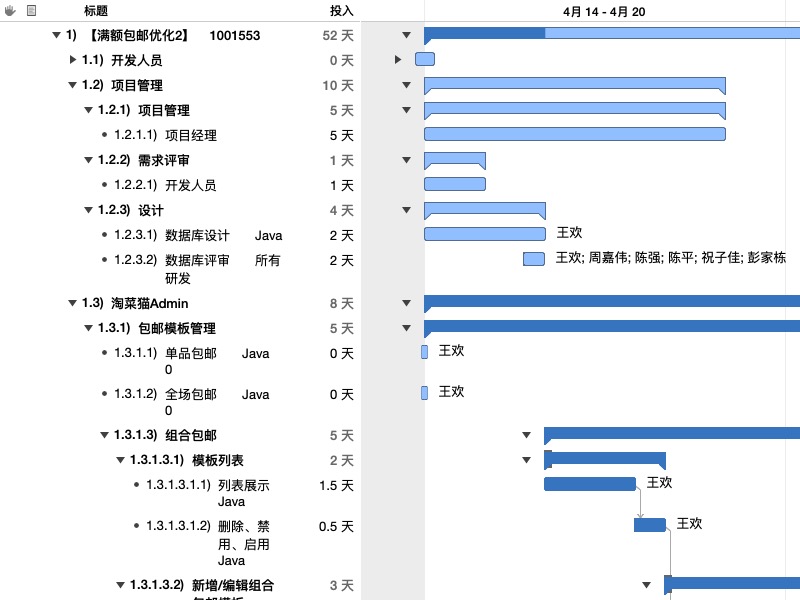 标题 投入 4月 14 - 4月 20
1) 【满额包邮优化2】 1001553 52 天
1.1) 开发人员 0 天
1.2) 项目管理 10 天
1.2.1) 项目管理 5 天
1.2.1.1) 项目经理 5 天
1.2.2) 需求评审 1 天
1.2.2.1) 开发人员 1 天
1.2.3) 设计 4 天
1.2.3.1) 数据库设计 Java 2 天 王欢
1.2.3.2) 数据库评审 所有 2 天 王欢; 周嘉伟; 陈强; 陈平; 祝子佳; 彭家栋
研发
1.3) 淘菜猫Admin 8 天
1.3.1) 包邮模板管理 5 天
1.3.1.1) 单品包邮 Java 0 天 王欢
0
1.3.1.2) 全场包邮 Java 0 天 王欢
0
1.3.1.3) 组合包邮 5 天
1.3.1.3.1) 模板列表 2 天
1.3.1.3.1.1) 列表展示 1.5 天 王欢
Java
1.3.1.3.1.2) 删除、禁 0.5 天 王欢
用、启用
Java
1.3.1.3.2) 新增/编辑组合 3 天